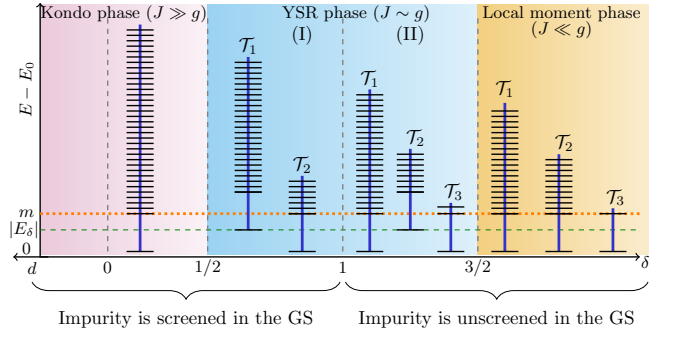 Kondo phase (J ≫ g)
YSR phase (J ∼ g)
Local moment phase
(J ≪ g)
(I)
(II)
E − E₀
𝒯₁
𝒯₂
𝒯₁
𝒯₂
𝒯₃
𝒯₁
𝒯₂
𝒯₃
m
|E_δ|
0
d
0
1/2
1
3/2
δ
Impurity is screened in the GS
Impurity is unscreened in the GS